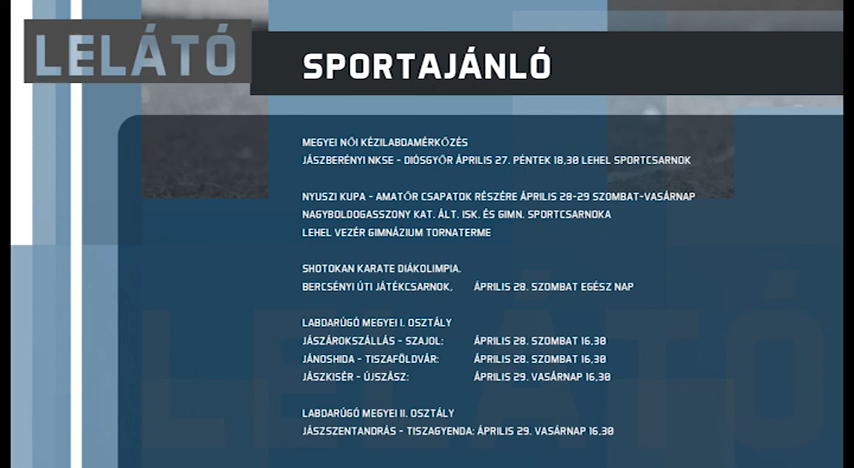 LELÁTÓ
SPORTAJÁNLÓ
MEGYEI NŐI KÉZILABDAMÉRKŐZÉS
JÁSZBERÉNYI NKSE - DIÓSGYŐR ÁPRILIS 27. PÉNTEK 18,30 LEHEL SPORTCSARNOK
NYUSZI KUPA - AMATŐR CSAPATOK RÉSZÉRE ÁPRILIS 28-29 SZOMBAT-VASÁRNAP
NAGYBOLDOGASSZONY KAT. ÁLT. ISK. ÉS GIMN. SPORTCSARNOKA
LEHEL VEZÉR GIMNÁZIUM TORNATERME
SHOTOKAN KARATE DIÁKOLIMPIA.
BERCSÉNYI ÚTI JÁTÉKCSARNOK, ÁPRILIS 28. SZOMBAT EGÉSZ NAP
LABDARÚGÓ MEGYEI I. OSZTÁLY
JÁSZÁROKSZÁLLÁS - SZAJOL: ÁPRILIS 28. SZOMBAT 16,30
JÁNOSHIDA - TISZAFÖLDVÁR: ÁPRILIS 28. SZOMBAT 16,30
JÁSZKISÉR - ÚJSZÁSZ: ÁPRILIS 29. VASÁRNAP 16,30
LABDARÚGÓ MEGYEI II. OSZTÁLY
JÁSZSZENTANDRÁS - TISZAGYENDA: ÁPRILIS 29. VASÁRNAP 16,30
LELÁTÓ